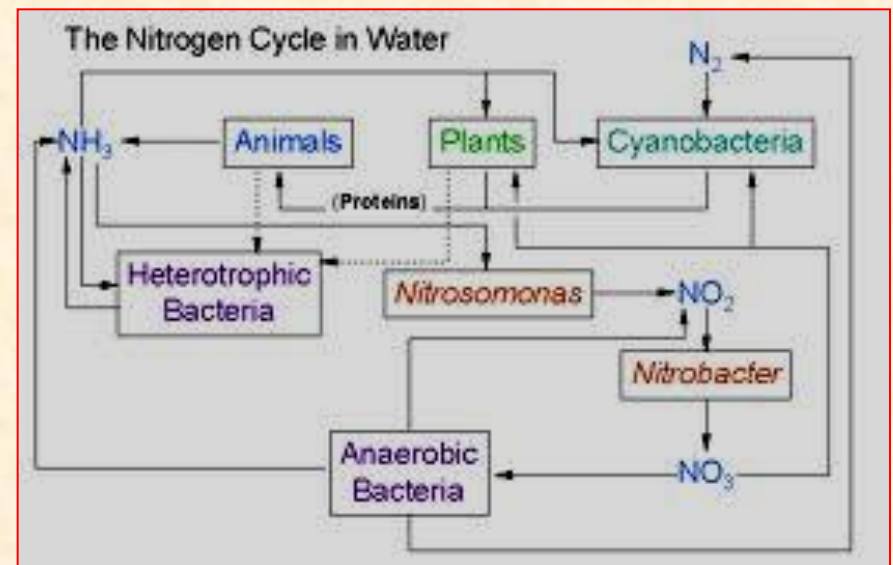 The Nitrogen Cycle in Water
N₂
NH₃
Animals
Plants
Cyanobacteria
(Proteins)
Heterotrophic
Bacteria
Nitrosomonas
NO₂
Nitrobacter
Anaerobic
Bacteria
NO₃